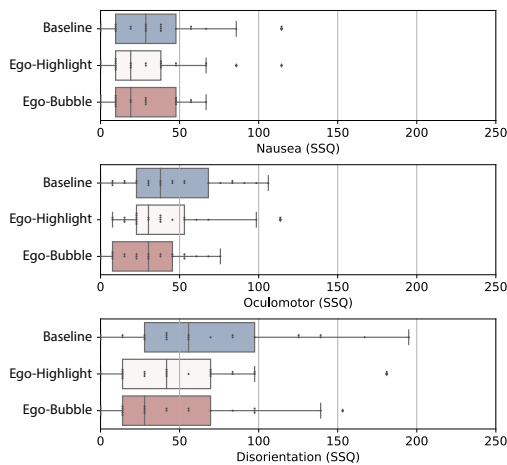 Baseline
Ego-Highlight
Ego-Bubble
0 50 100 150 200 250
Nausea (SSQ)
Baseline
Ego-Highlight
Ego-Bubble
0 50 100 150 200 250
Oculomotor (SSQ)
Baseline
Ego-Highlight
Ego-Bubble
0 50 100 150 200 250
Disorientation (SSQ)